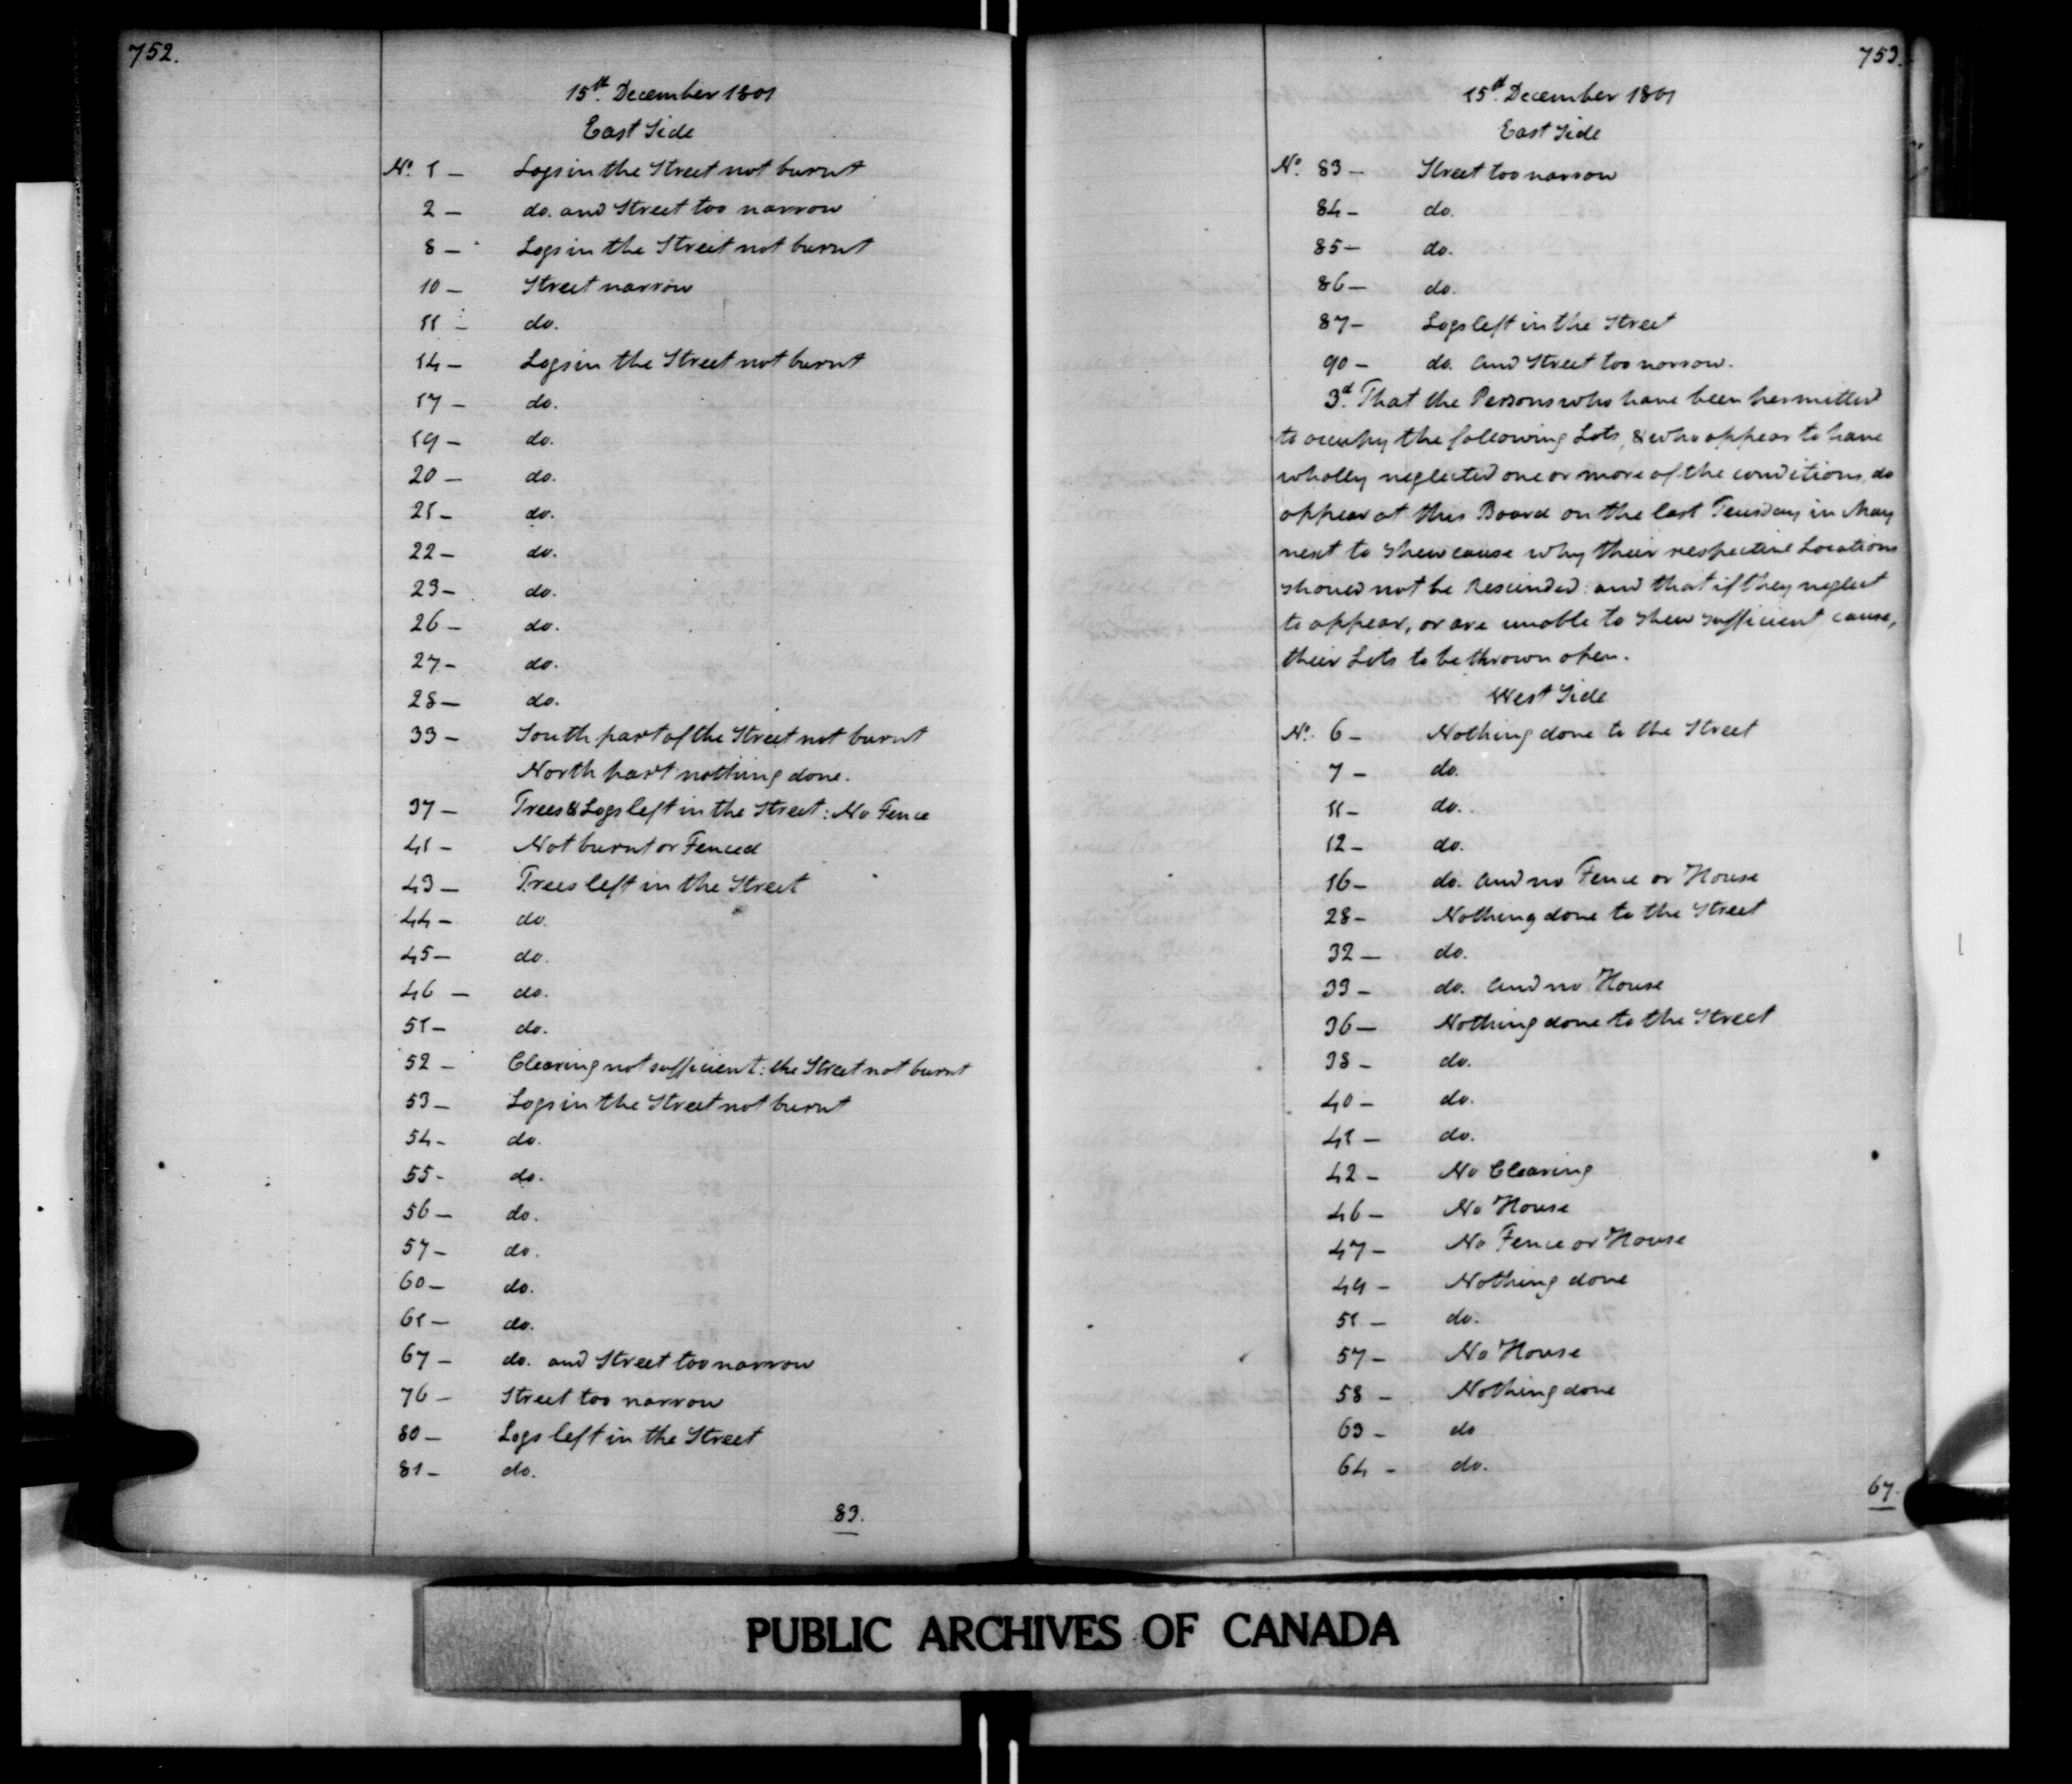 752.
15th. December 1801
East Side
No. 1 — Logs in the Street not burnt
2 — do. and Street too narrow
8 — Logs in the Street not burnt
10 — Street narrow
11 — do.
14 — Logs in the Street not burnt
17 — do.
19 — do.
20 — do.
21 — do.
22 — do.
23 — do.
26 — do.
27 — do.
28 — do.
33 — South part of the Street not burnt
North part nothing done.
37 — Trees & Logs left in the Street: No Fence
41 — Not burnt or Fenced
43 — Trees left in the Street
44 — do.
45 — do.
46 — do.
51 — do.
52 — Clearing not sufficient: the Street not burnt
53 — Logs in the Street not burnt
54 — do.
55 — do.
56 — do.
57 — do.
60 — do.
61 — do.
67 — do. and Street too narrow
76 — Street too narrow
80 — Logs left in the Street
81 — do.
83.
753.
15th. December 1801
East Side
No. 83 — Street too narrow
84 — do.
85 — do.
86 — do.
87 — Logs left in the Street
90 — do. and Street too narrow.
3d. That the Persons who have been permitted
to occupy the following Lots, & who appear to have
wholly neglected one or more of the conditions, do
appear at this Board on the last Teusday in May
next to shew cause why their respective Locations
should not be Rescinded: and that if they neglect
to appear, or are unable to shew sufficient cause,
their Lots to be thrown open.
West Side
No. 6 — Nothing done to the Street
7 — do.
11 — do.
12 — do.
16 — do. and no Fence or House
28 — Nothing done to the Street
32 — do.
33 — do. and no House
36 — Nothing done to the Street
38 — do.
40 — do.
41 — do.
42 — No Clearing
46 — No House
47 — No Fence or House
49 — Nothing done
51 — do.
57 — No House
58 — Nothing done
63 — do
64 — do.
67.
PUBLIC ARCHIVES OF CANADA